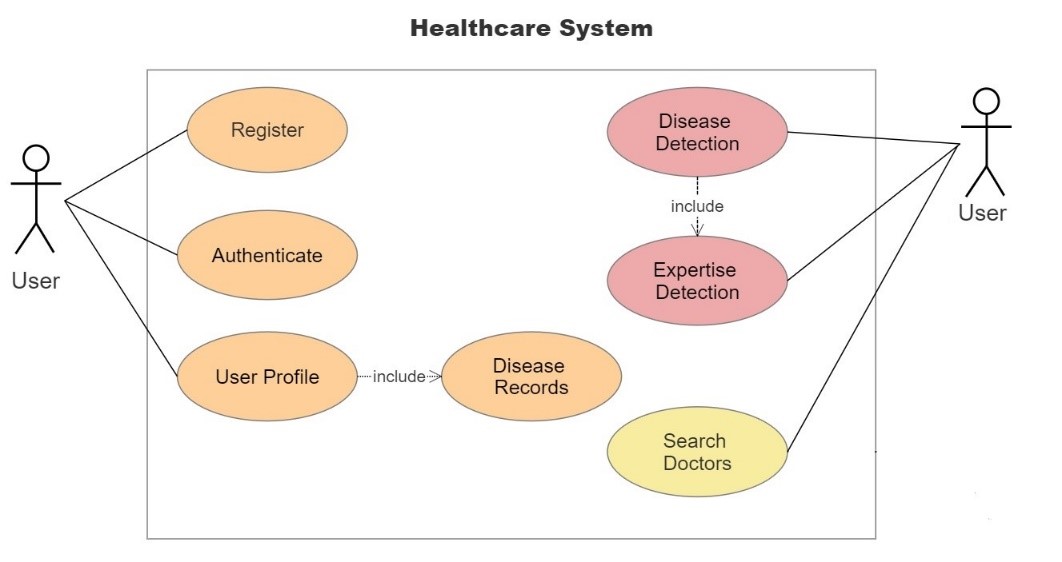 Healthcare System
User
Register
Authenticate
User Profile
include
Disease
Records
Disease
Detection
include
Expertise
Detection
Search
Doctors
User